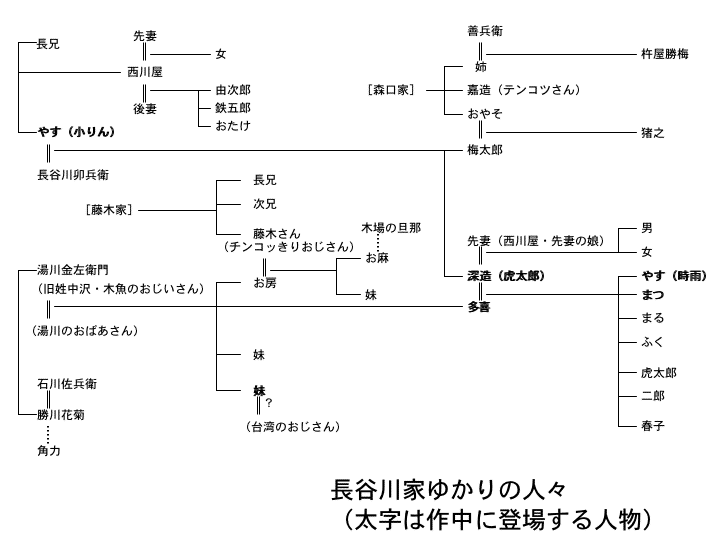 長兄
先妻
女
西川屋
後妻
由次郎
鉄五郎
おたけ
やす（小りん）
長谷川卯兵衛
善兵衛
杵屋勝梅
姉
［森口家］
嘉造（テンコツさん）
おやそ
猪之
梅太郎
長兄
［藤木家］
次兄
藤木さん
（チンコッきりおじさん）
木場の旦那
お麻
妹
お房
先妻（西川屋・先妻の娘）
男
女
湯川金左衛門
（旧姓中沢・木魚のおじいさん）
（湯川のおばあさん）
深造（虎太郎）
多喜
やす（時雨）
まつ
まる
ふく
虎太郎
二郎
春子
妹
妹
？
（台湾のおじさん）
石川佐兵衛
勝川花菊
角力
長谷川家ゆかりの人々
（太字は作中に登場する人物）